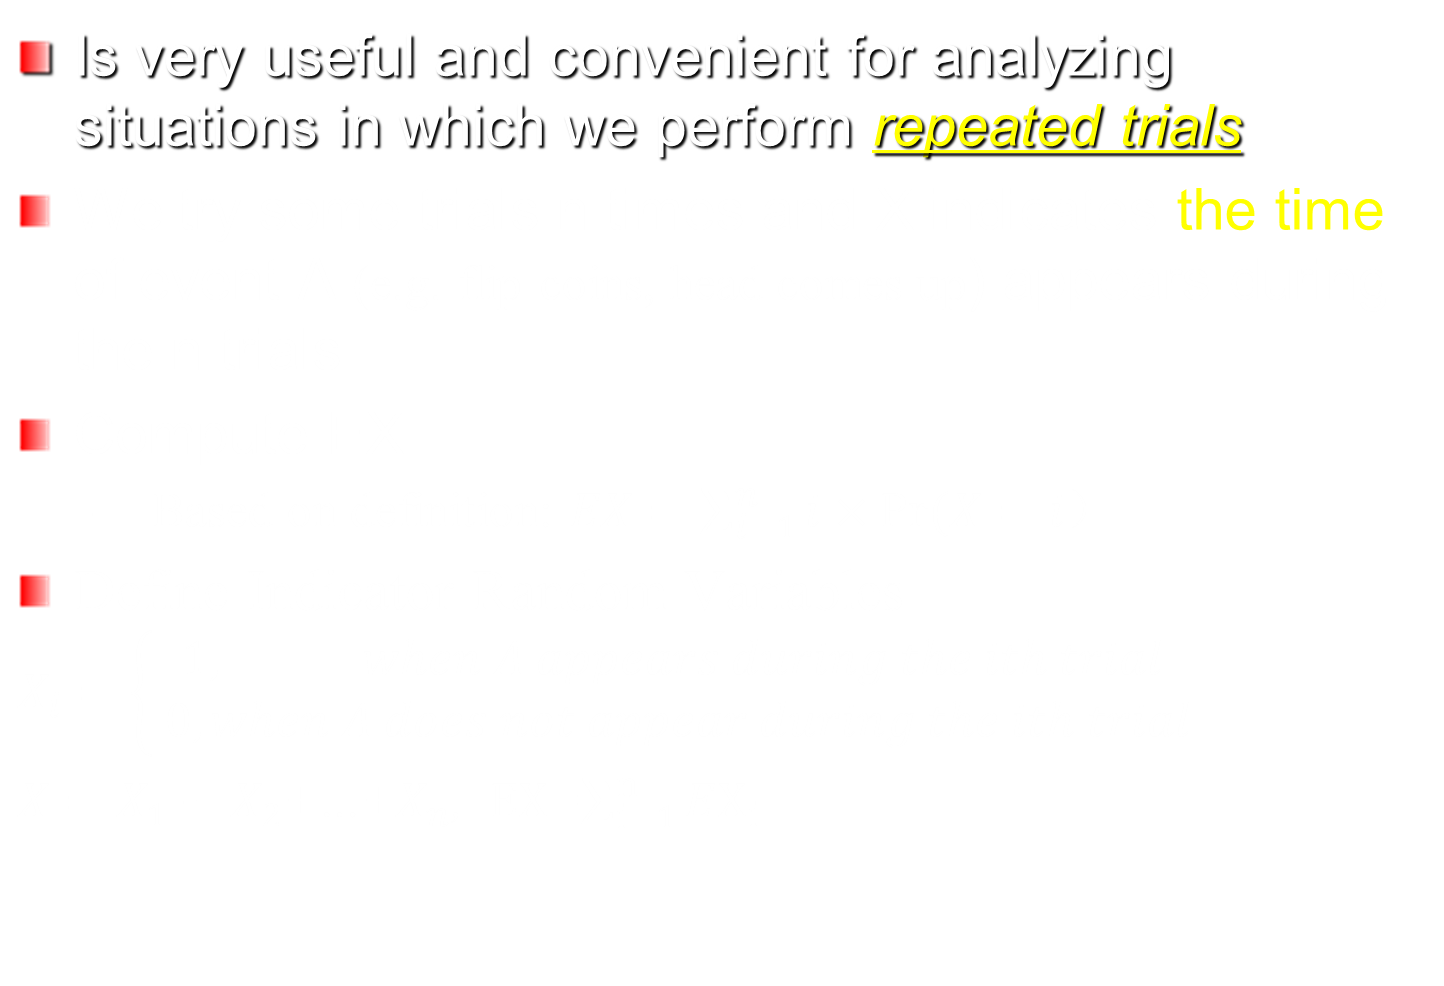 Is very useful and convenient for analyzing
situations in which we perform repeated trials
the time